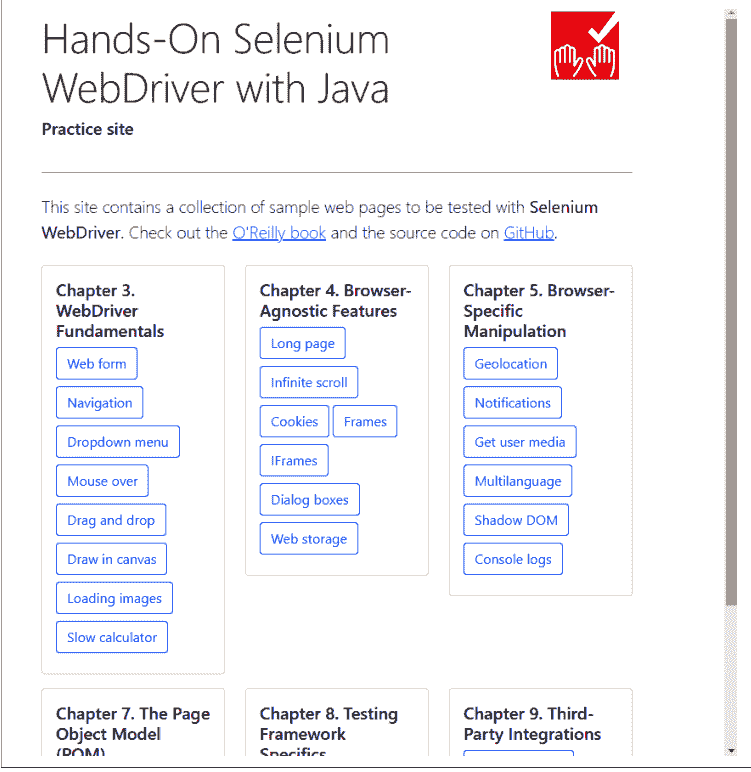 Hands-On Selenium
WebDriver with Java
Practice site
This site contains a collection of sample web pages to be tested with Selenium
WebDriver. Check out the O'Reilly book and the source code on GitHub.
Chapter 3.
WebDriver
Fundamentals
Web form
Navigation
Dropdown menu
Mouse over
Drag and drop
Draw in canvas
Loading images
Slow calculator
Chapter 4. Browser-
Agnostic Features
Long page
Infinite scroll
Cookies Frames
IFrames
Dialog boxes
Web storage
Chapter 5. Browser-
Specific
Manipulation
Geolocation
Notifications
Get user media
Multilanguage
Shadow DOM
Console logs
Chapter 7. The Page
Object Model
(POM)
Chapter 8. Testing
Framework
Specifics
Chapter 9. Third-
Party Integrations